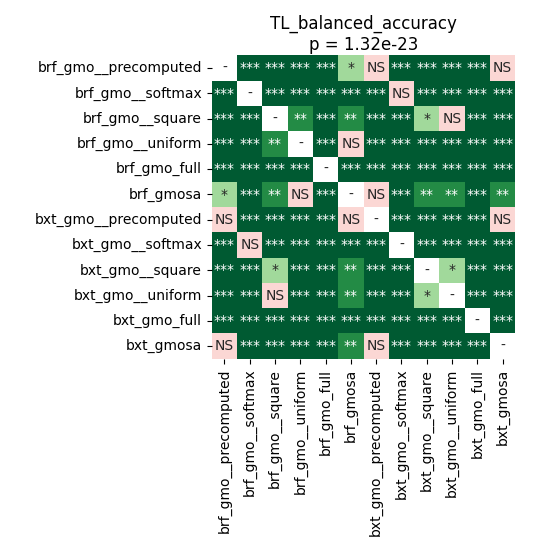 TL_balanced_accuracy
p = 1.32e-23
brf_gmo__precomputed - *** *** *** *** * NS *** *** *** *** NS
brf_gmo__softmax *** - *** *** *** *** *** NS *** *** *** ***
brf_gmo__square *** *** - ** *** ** *** *** * NS *** ***
brf_gmo__uniform *** *** ** - *** NS *** *** *** *** *** ***
brf_gmo_full *** *** *** *** - *** *** *** *** *** *** ***
brf_gmosa * *** ** NS *** - NS *** ** ** *** **
bxt_gmo__precomputed NS *** *** *** *** NS - *** *** *** *** NS
bxt_gmo__softmax *** NS *** *** *** *** *** - *** *** *** ***
bxt_gmo__square *** *** * *** *** ** *** *** - * *** ***
bxt_gmo__uniform *** *** NS *** *** ** *** *** * - *** ***
bxt_gmo_full *** *** *** *** *** *** *** *** *** *** - ***
bxt_gmosa NS *** *** *** *** ** NS *** *** *** *** -
brf_gmo__precomputed
brf_gmo__softmax
brf_gmo__square
brf_gmo__uniform
brf_gmo_full
brf_gmosa
bxt_gmo__precomputed
bxt_gmo__softmax
bxt_gmo__square
bxt_gmo__uniform
bxt_gmo_full
bxt_gmosa